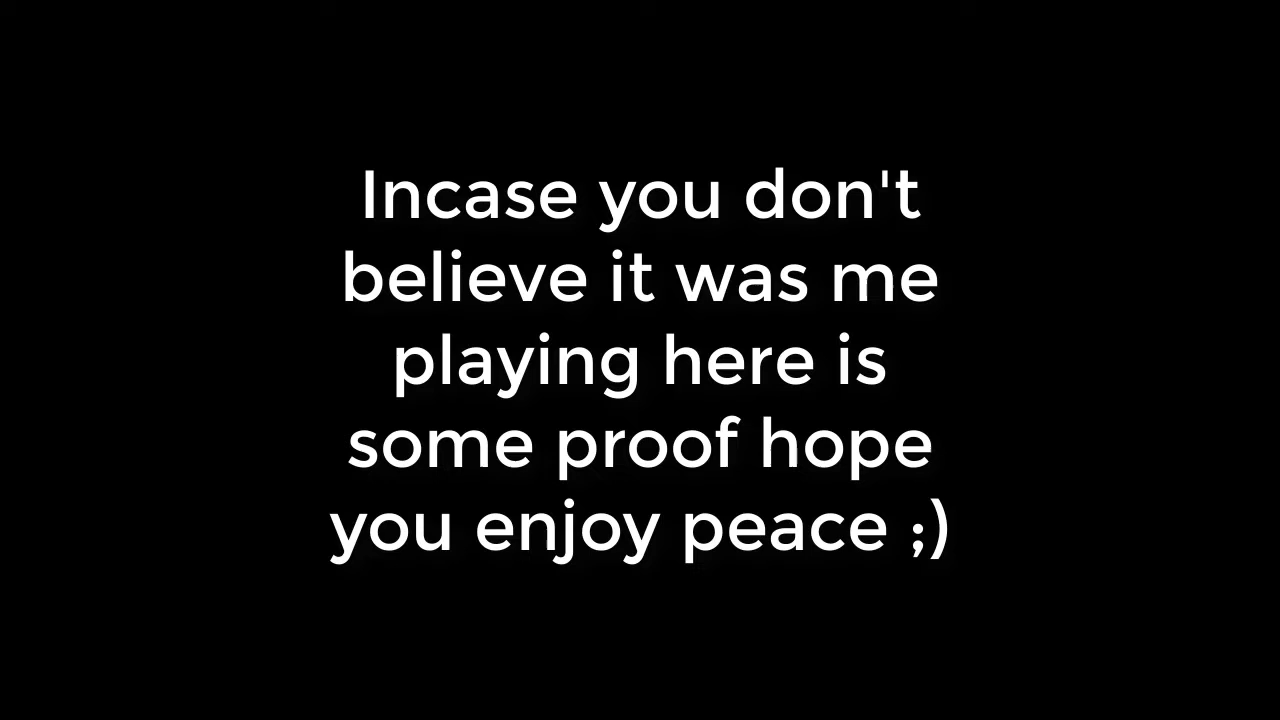 Incase you don't
believe it was me
playing here is
some proof hope
you enjoy peace ;)